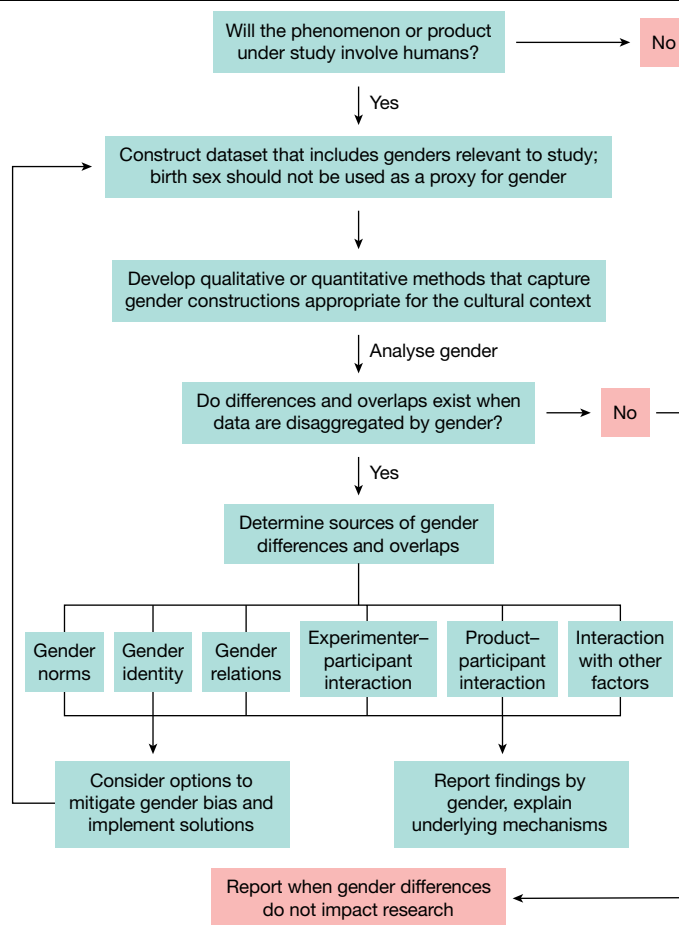 Will the phenomenon or product
under study involve humans?
No
Yes
Construct dataset that includes genders relevant to study;
birth sex should not be used as a proxy for gender
Develop qualitative or quantitative methods that capture
gender constructions appropriate for the cultural context
Analyse gender
Do differences and overlaps exist when
data are disaggregated by gender?
No
Yes
Determine sources of gender
differences and overlaps
Gender
norms
Gender
identity
Gender
relations
Experimenter–
participant
interaction
Product–
participant
interaction
Interaction
with other
factors
Consider options to
mitigate gender bias and
implement solutions
Report findings by
gender, explain
underlying mechanisms
Report when gender differences
do not impact research